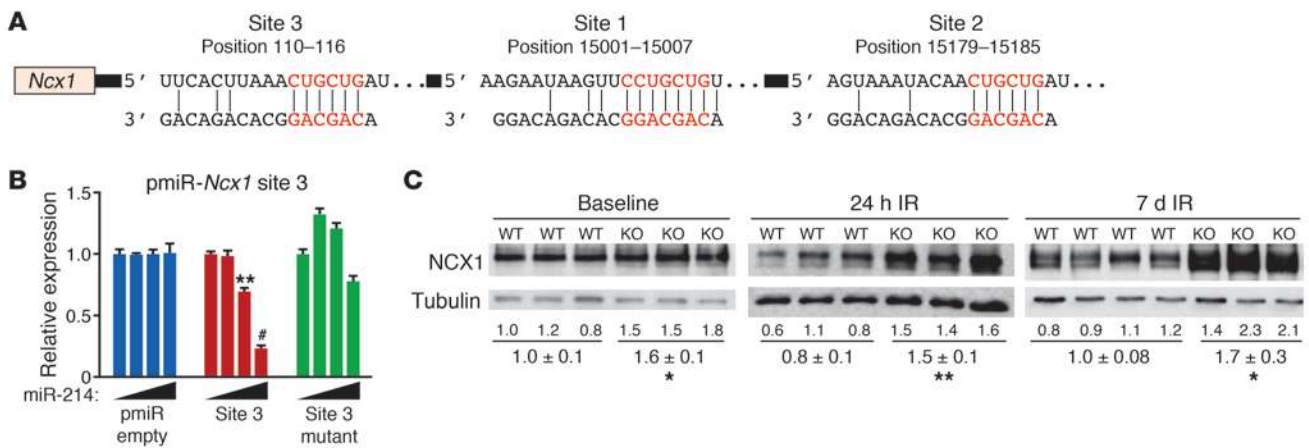 A
Site 3
Position 110–116
Site 1
Position 15001–15007
Site 2
Position 15179–15185
Ncx1
5′ UUCACUUAAACUGCUGAU...
5′ AAGAAUAAGUUCCUGCUGU...
5′ AGUAAAUACAACUGCUGAU...
3′ GACAGACACGGACGACA
3′ GGACAGACACGGACGACA
3′ GGACAGACACGGACGACA
B
pmiR-Ncx1 site 3
Relative expression
1.5
1.0
0.5
0
**
#
miR-214:
pmiR empty
Site 3
Site 3 mutant
C
Baseline
24 h IR
7 d IR
WT WT WT KO KO KO
WT WT WT KO KO KO
WT WT WT WT KO KO KO
NCX1
Tubulin
1.0 1.2 0.8 1.5 1.5 1.8
0.6 1.1 0.8 1.5 1.4 1.6
0.8 0.9 1.1 1.2 1.4 2.3 2.1
1.0 ± 0.1
1.6 ± 0.1
0.8 ± 0.1
1.5 ± 0.1
1.0 ± 0.08
1.7 ± 0.3
*
**
*